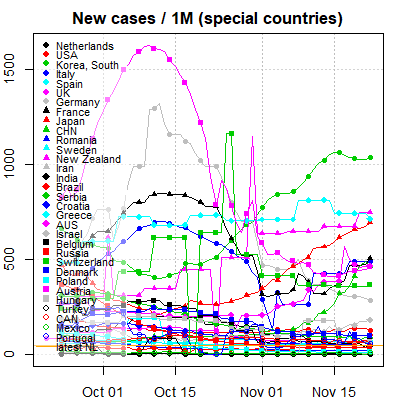 New cases / 1M (special countries)
1500
1000
500
0
Netherlands
USA
Korea, South
Italy
Spain
UK
Germany
France
Japan
CHN
Romania
Sweden
New Zealand
Iran
India
Brazil
Serbia
Croatia
Greece
AUS
Israel
Belgium
Russia
Switzerland
Denmark
Poland
Austria
Hungary
Turkey
CAN
Mexico
Portugal
latest NL
Oct 01
Oct 15
Nov 01
Nov 15